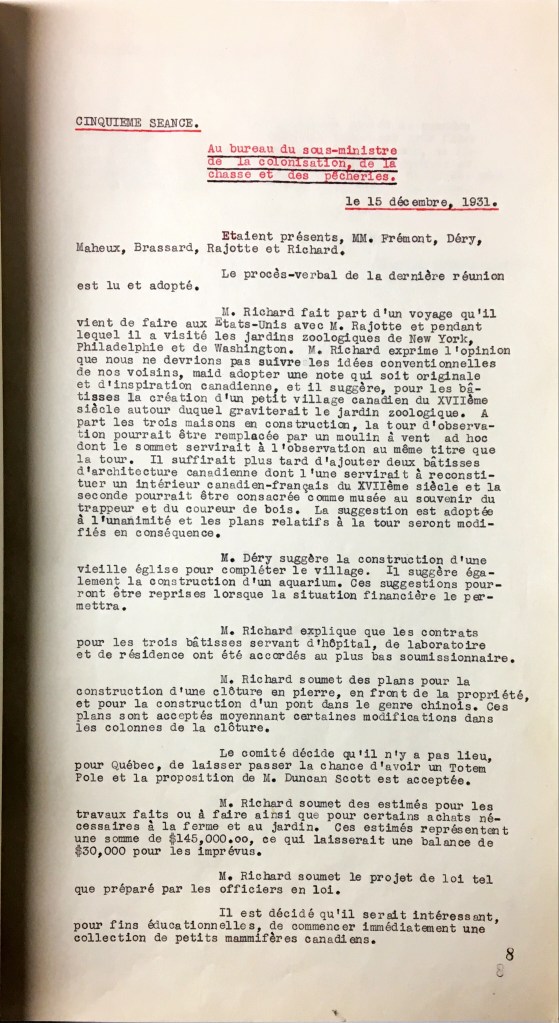 CINQUIEME SEANCE.
Au bureau du sous-ministre
de la colonisation, de la
chasse et des pêcheries.
le 15 décembre, 1931.
Etaient présents, MM. Frémont, Déry,
Maheux, Brassard, Rajotte et Richard.
Le procès-verbal de la dernière réunion
est lu et adopté.
M. Richard fait part d'un voyage qu'il
vient de faire aux Etats-Unis avec M. Rajotte et pendant
lequel il a visité les jardins zoologiques de New York,
Philadelphie et de Washington. M. Richard exprime l'opinion
que nous ne devrions pas suivre les idées conventionnelles
de nos voisins, maid adopter une note qui soit originale
et d'inspiration canadienne, et il suggère, pour les bâ-
tisses la création d'un petit village canadien du XVIIème
siècle autour duquel graviterait le jardin zoologique. A
part les trois maisons en construction, la tour d'observa-
tion pourrait être remplacée par un moulin à vent ad hoc
dont le sommet servirait à l'observation au même titre que
la tour. Il suffirait plus tard d'ajouter deux bâtisses
d'architecture canadienne dont l'une servirait à reconsti-
tuer un intérieur canadien-français du XVIIème siècle et la
seconde pourrait être consacrée comme musée au souvenir du
trappeur et du coureur de bois. La suggestion est adoptée
à l'unanimité et les plans relatifs à la tour seront modi-
fiés en conséquence.
M. Déry suggère la construction d'une
vieille église pour compléter le village. Il suggère éga-
lement la construction d'un aquarium. Ces suggestions pour-
ront être reprises lorsque la situation financière le per-
mettra.
M. Richard explique que les contrats
pour les trois bâtisses servant d'hôpital, de laboratoire
et de résidence ont été accordés au plus bas soumissionaire.
M. Richard soumet des plans pour la
construction d'une clôture en pierre, en front de la propriété,
et pour la construction d'un pont dans le genre chinois. Ces
plans sont acceptés moyennant certaines modifications dans
les colonnes de la clôture.
Le comité décide qu'il n'y a pas lieu,
pour Québec, de laisser passer la chance d'avoir un Totem
Pole et la proposition de M. Duncan Scott est acceptée.
M. Richard soumet des estimés pour les
travaux faits ou à faire ainsi que pour certains achats né-
cessaires à la ferme et au jardin. Ces estimés représentent
une somme de $145,000.oo, ce qui laisserait une balance de
$30,000 pour les imprévus.
M. Richard soumet le projet de loi tel
que préparé par les officiers en loi.
Il est décidé qu'il serait intéressant,
pour fins éducationnelles, de commencer immédiatement une
collection de petits mammifères canadiens.
8
8